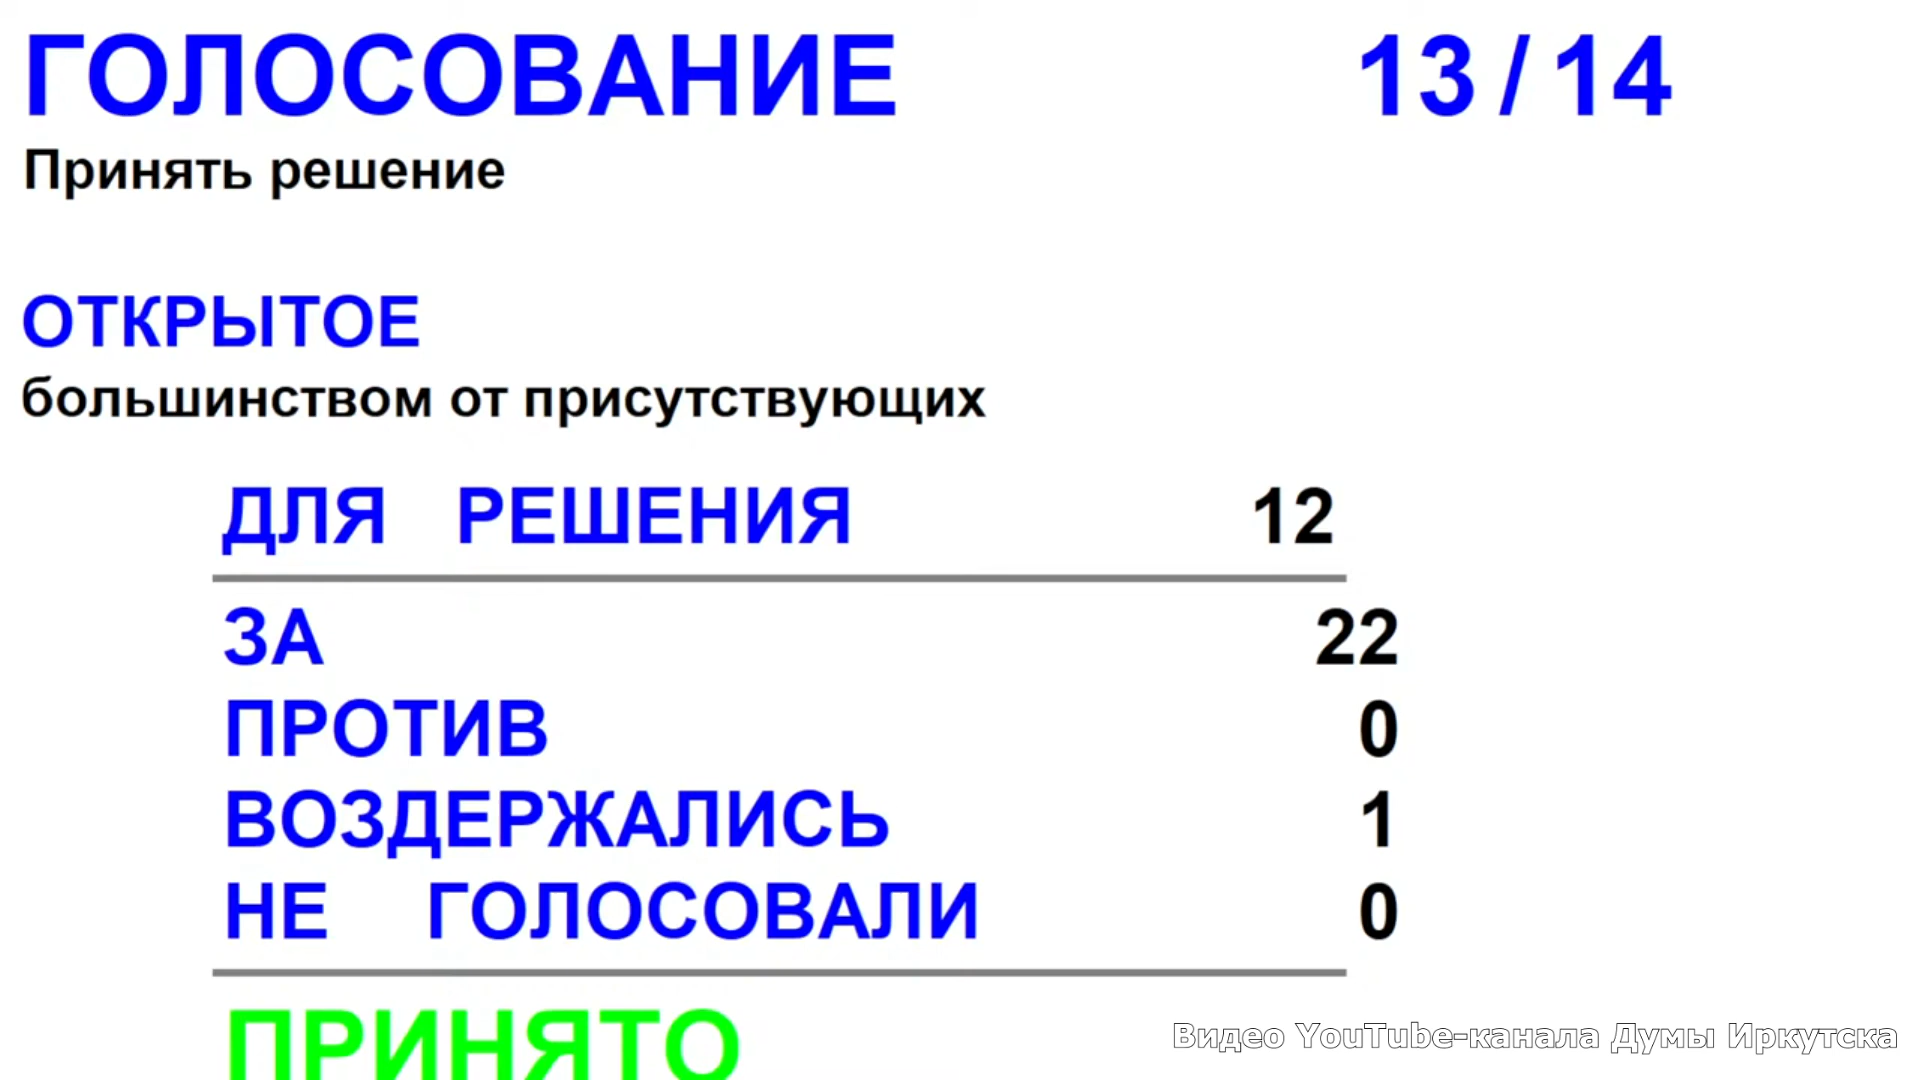 ГОЛОСОВАНИЕ 13 / 14
Принять решение
ОТКРЫТОЕ
большинством от присутствующих
ДЛЯ РЕШЕНИЯ 12
ЗА 22
ПРОТИВ 0
ВОЗДЕРЖАЛИСЬ 1
НЕ ГОЛОСОВАЛИ 0
ПРИНЯТО
Видео YouTube-канала Думы Иркутска